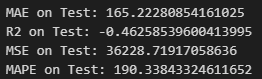 MAE on Test: 165.22280854161025
R2 on Test: -0.46258539604413995
MSE on Test: 36228.71917058636
MAPE on Test: 190.33843324611652